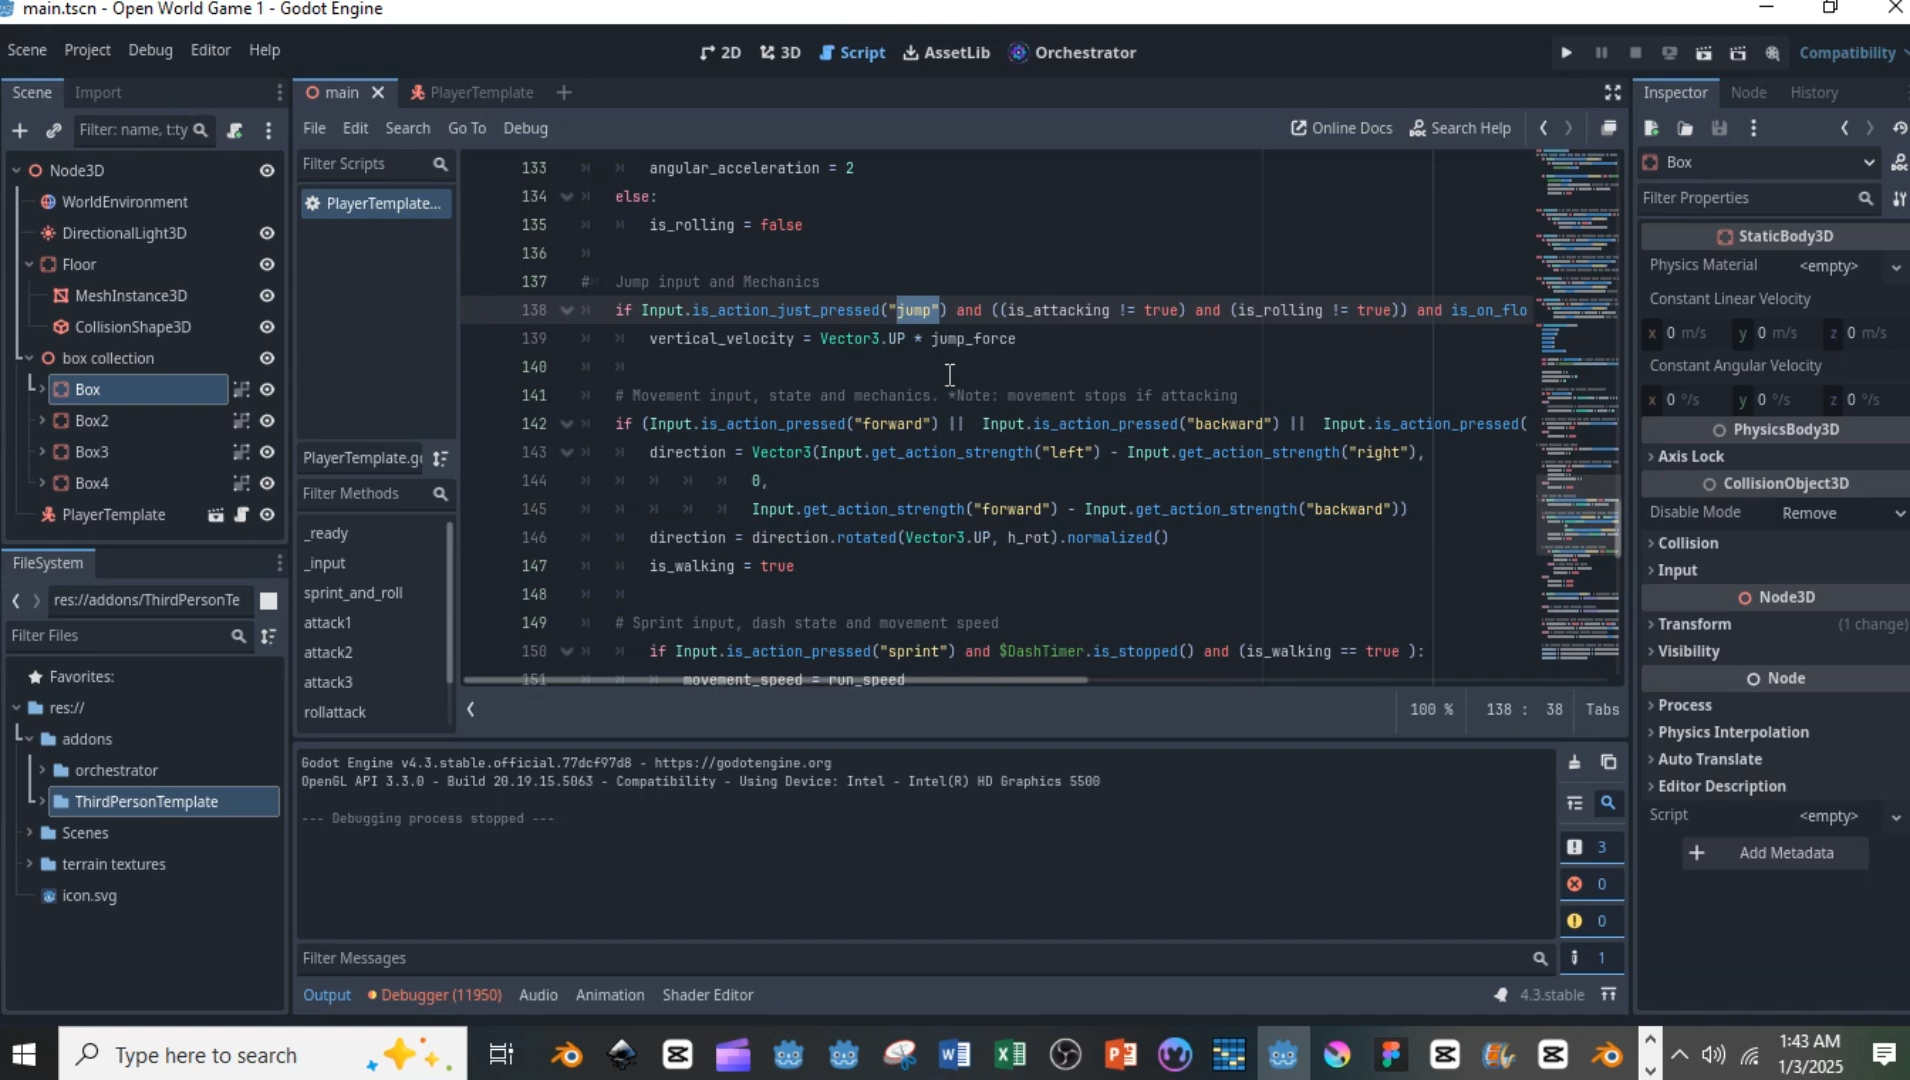 main.tscn - Open World Game 1 - Godot Engine
Scene Project Debug Editor Help
2D 3D Script AssetLib Orchestrator
Compatibility
Scene Import
Filter: name, t:ty
Node3D
WorldEnvironment
DirectionalLight3D
Floor
MeshInstance3D
CollisionShape3D
box collection
Box
Box2
Box3
Box4
PlayerTemplate
FileSystem
res://addons/ThirdPersonTe
Filter Files
Favorites:
res://
addons
orchestrator
ThirdPersonTemplate
Scenes
terrain textures
icon.svg
main PlayerTemplate
File Edit Search Go To Debug
Online Docs Search Help
Filter Scripts
PlayerTemplate...
PlayerTemplate.g
Filter Methods
_ready
_input
sprint_and_roll
attack1
attack2
attack3
rollattack
133 angular_acceleration = 2
134 else:
135 is_rolling = false
136
137 # Jump input and Mechanics
138 if Input.is_action_just_pressed("jump") and ((is_attacking != true) and (is_rolling != true)) and is_on_flo
139 vertical_velocity = Vector3.UP * jump_force
140
141 # Movement input, state and mechanics. *Note: movement stops if attacking
142 if (Input.is_action_pressed("forward") || Input.is_action_pressed("backward") || Input.is_action_pressed(
143 direction = Vector3(Input.get_action_strength("left") - Input.get_action_strength("right"),
144 0,
145 Input.get_action_strength("forward") - Input.get_action_strength("backward"))
146 direction = direction.rotated(Vector3.UP, h_rot).normalized()
147 is_walking = true
148
149 # Sprint input, dash state and movement speed
150 if Input.is_action_pressed("sprint") and $DashTimer.is_stopped() and (is_walking == true ):
151 movement_speed = run_speed
100 % 138 : 38 Tabs
Godot Engine v4.3.stable.official.77dcf97d8 - https://godotengine.org
OpenGL API 3.3.0 - Build 20.19.15.5063 - Compatibility - Using Device: Intel - Intel(R) HD Graphics 5500
--- Debugging process stopped ---
3
0
0
1
Filter Messages
Output Debugger (11950) Audio Animation Shader Editor
4.3.stable
Inspector Node History
Box
Filter Properties
StaticBody3D
Physics Material <empty>
Constant Linear Velocity
x 0 m/s y 0 m/s z 0 m/s
Constant Angular Velocity
x 0 °/s y 0 °/s z 0 °/s
PhysicsBody3D
Axis Lock
CollisionObject3D
Disable Mode Remove
Collision
Input
Node3D
Transform (1 change)
Visibility
Node
Process
Physics Interpolation
Auto Translate
Editor Description
Script <empty>
Add Metadata
Type here to search
1:43 AM
1/3/2025